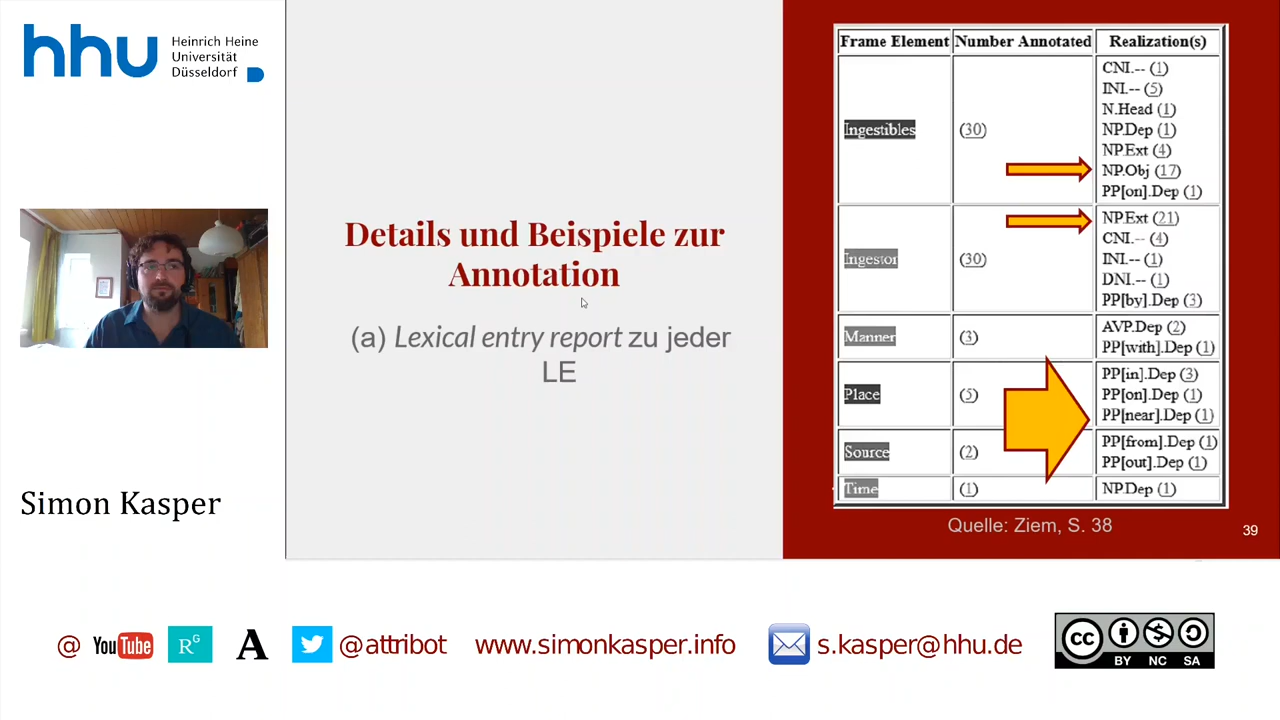 hhu
Heinrich Heine
Universität
Düsseldorf
Details und Beispiele zur
Annotation
(a) Lexical entry report zu jeder
LE
Frame Element Number Annotated Realization(s)
Ingestibles (30)
CNI.-- (1)
INI.-- (5)
N.Head (1)
NP.Dep (1)
NP.Ext (4)
NP.Obj (17)
PP[on].Dep (1)
Ingestor (30)
NP.Ext (21)
CNI.-- (4)
INI.-- (1)
DNI.-- (1)
PP[by].Dep (3)
Manner (3)
AVP.Dep (2)
PP[with].Dep (1)
Place (5)
PP[in].Dep (3)
PP[on].Dep (1)
PP[near].Dep (1)
Source (2)
PP[from].Dep (1)
PP[out].Dep (1)
Time (1) NP.Dep (1)
Quelle: Ziem, S. 38
39
Simon Kasper
@ YouTube RG A @attribot www.simonkasper.info s.kasper@hhu.de
cc
BY NC SA